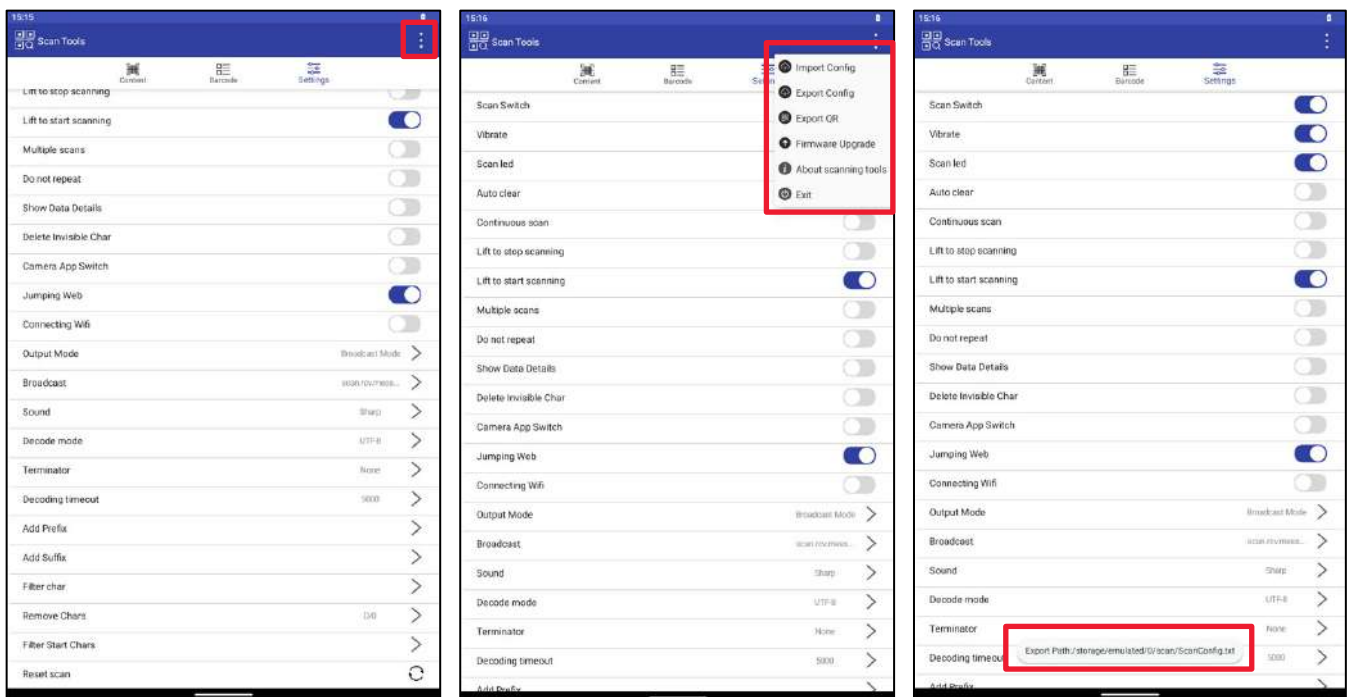 15:15
Scan Tools
Content
Barcode
Settings
Lift to stop scanning
Lift to start scanning
Multiple scans
Do not repeat
Show Data Details
Delete Invisible Char
Camera App Switch
Jumping Web
Connecting Wifi
Output Mode Broadcast Mode
Broadcast
Sound Sharp
Decode mode UTF-8
Terminator None
Decoding timeout 5000
Add Prefix
Add Suffix
Filter char
Remove Chars 0/0
Filter Start Chars
Reset scan
15:16
Scan Tools
Content
Barcode
Import Config
Export Config
Export QR
Firmware Upgrade
About scanning tools
Exit
Scan Switch
Vibrate
Scan led
Auto clear
Continuous scan
Lift to stop scanning
Lift to start scanning
Multiple scans
Do not repeat
Show Data Details
Delete Invisible Char
Camera App Switch
Jumping Web
Connecting Wifi
Output Mode Broadcast Mode
Broadcast
Sound Sharp
Decode mode UTF-8
Terminator None
Decoding timeout 5000
Add Prefix
15:16
Scan Tools
Content
Barcode
Settings
Scan Switch
Vibrate
Scan led
Auto clear
Continuous scan
Lift to stop scanning
Lift to start scanning
Multiple scans
Do not repeat
Show Data Details
Delete Invisible Char
Camera App Switch
Jumping Web
Connecting Wifi
Output Mode Broadcast Mode
Broadcast
Sound Sharp
Decode mode UTF-8
Terminator None
Export Path:/storage/emulated/0/scan/ScanConfig.txt
Decoding timeou 5000
Add Prefix